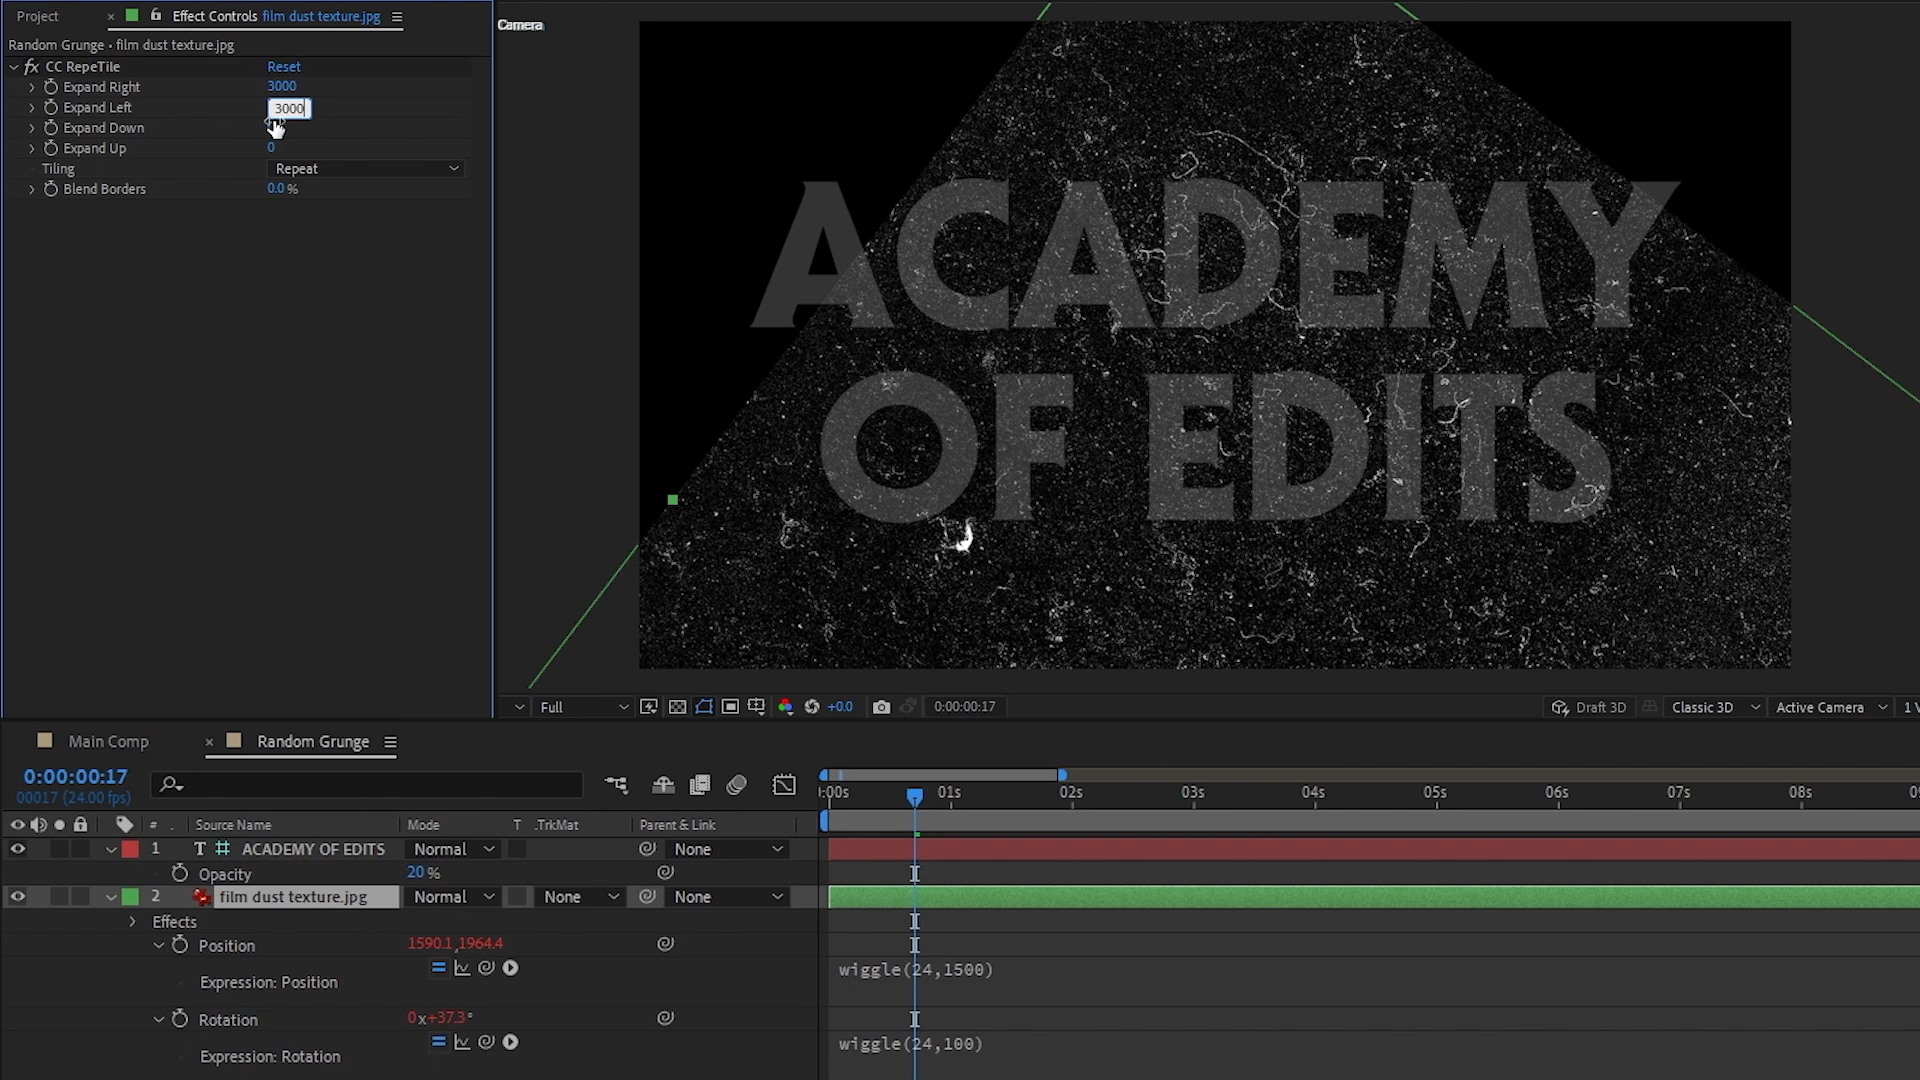 Project × Effect Controls film dust texture.jpg
Random Grunge • film dust texture.jpg
fx CC RepeTile Reset
Expand Right 3000
Expand Left 3000
Expand Down
Expand Up 0
Tiling Repeat
Blend Borders 0.0 %
Camera
ACADEMY
OF EDITS
Full +0.0 0:00:00:17 Draft 3D Classic 3D Active Camera 1 V
Main Comp × Random Grunge
0:00:00:17
00017 (24.00 fps)
:00s 01s 02s 03s 04s 05s 06s 07s 08s 09
# . Source Name Mode T .TrkMat Parent & Link
1 T # ACADEMY OF EDITS Normal None
Opacity 20 %
2 film dust texture.jpg Normal None None
Effects
Position 1590.1,1964.4
Expression: Position wiggle(24,1500)
Rotation 0x+37.3°
Expression: Rotation wiggle(24,100)